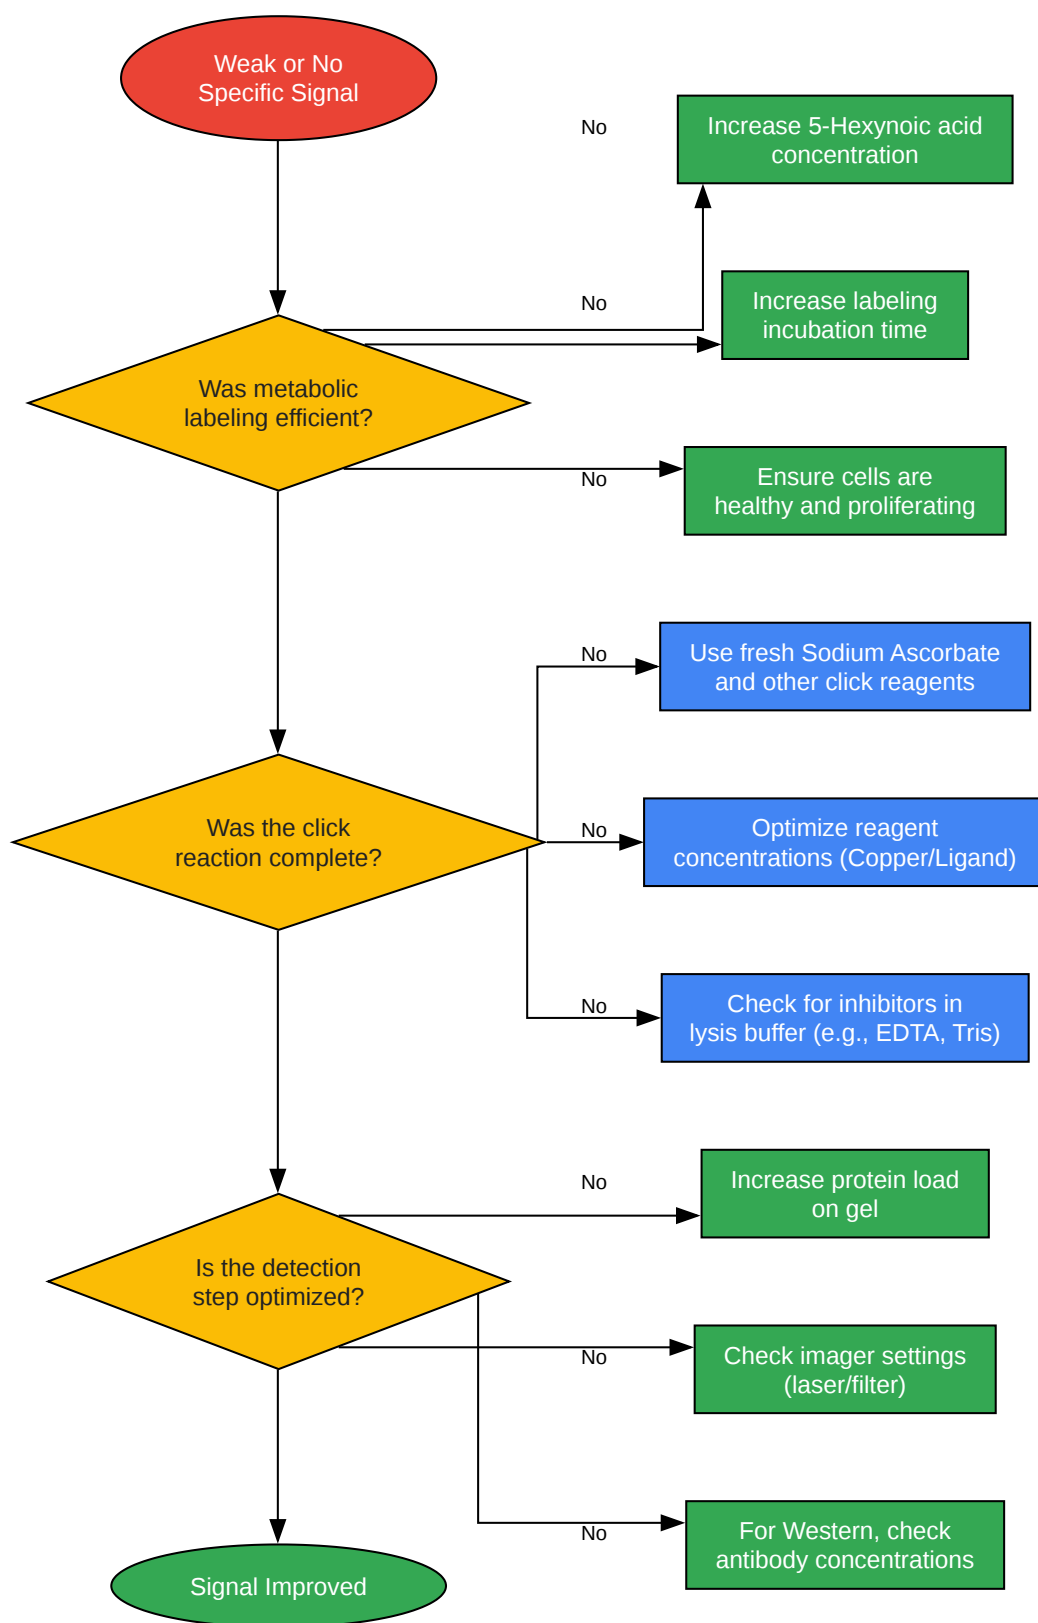 Weak or No
Specific Signal
No
Increase 5-Hexynoic acid
concentration
No
Increase labeling
incubation time
Was metabolic
labeling efficient?
No
Ensure cells are
healthy and proliferating
No
Use fresh Sodium Ascorbate
and other click reagents
Was the click
reaction complete?
No
Optimize reagent
concentrations (Copper/Ligand)
No
Check for inhibitors in
lysis buffer (e.g., EDTA, Tris)
No
Increase protein load
on gel
Is the detection
step optimized?
No
Check imager settings
(laser/filter)
No
For Western, check
antibody concentrations
Signal Improved